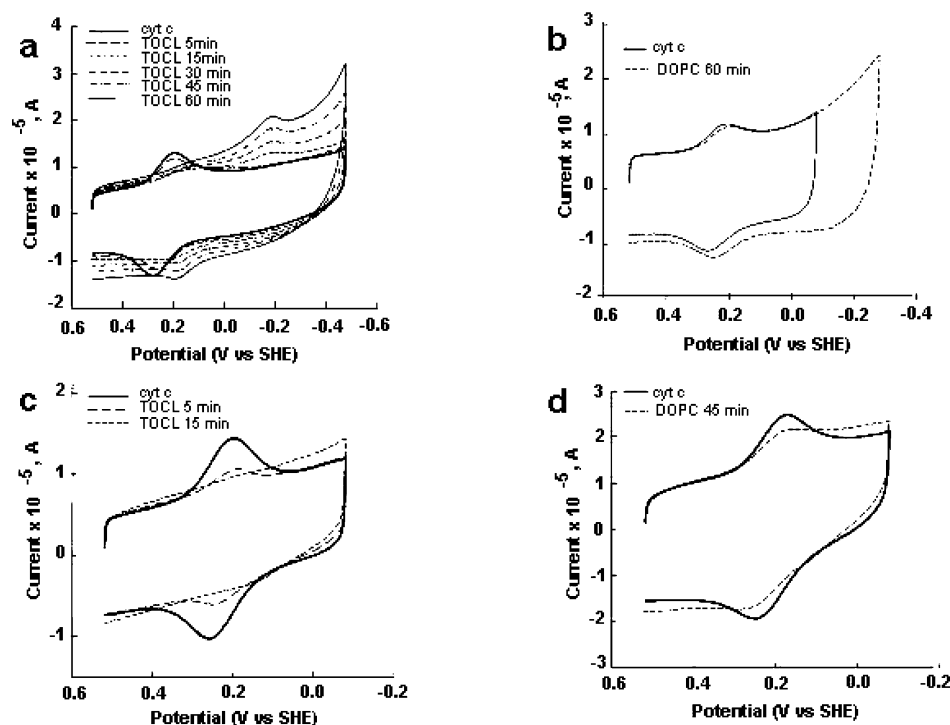 a
cyt c
TOCL 5min
TOCL 15min
TOCL 30 min
TOCL 45 min
TOCL 60 min
Current x 10 -5, A
4
3
2
1
0
-1
-2
0.6 0.4 0.2 0.0 -0.2 -0.4 -0.6
Potential (V vs SHE)
b
cyt c
DOPC 60 min
Current x 10 -5, A
3
2
1
0
-1
-2
0.6 0.4 0.2 0.0 -0.2 -0.4
Potential (V vs SHE)
c
cyt c
TOCL 5 min
TOCL 15 min
Current x 10 -5, A
2
1
0
-1
0.6 0.4 0.2 0.0 -0.2
Potential (V vs SHE)
d
cyt c
DOPC 45 min
Current x 10 -5, A
3
2
1
0
-1
-2
-3
0.6 0.4 0.2 0.0 -0.2
Potential (V vs SHE)